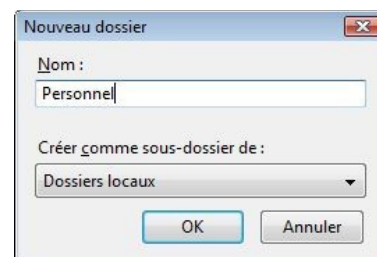 Nouveau dossier
Nom :
Personnel
Créer comme sous-dossier de :
Dossiers locaux
OK Annuler